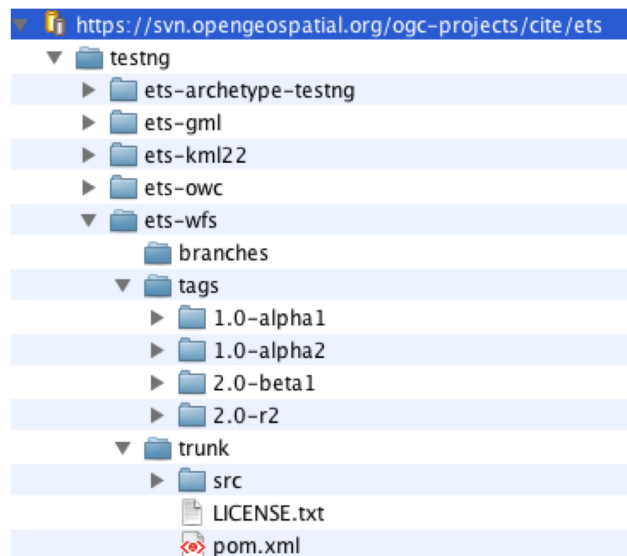 https://svn.opengeospatial.org/ogc-projects/cite/ets
testng
ets-archetype-testng
ets-gml
ets-kml22
ets-owc
ets-wfs
branches
tags
1.0-alpha1
1.0-alpha2
2.0-beta1
2.0-r2
trunk
src
LICENSE.txt
pom.xml